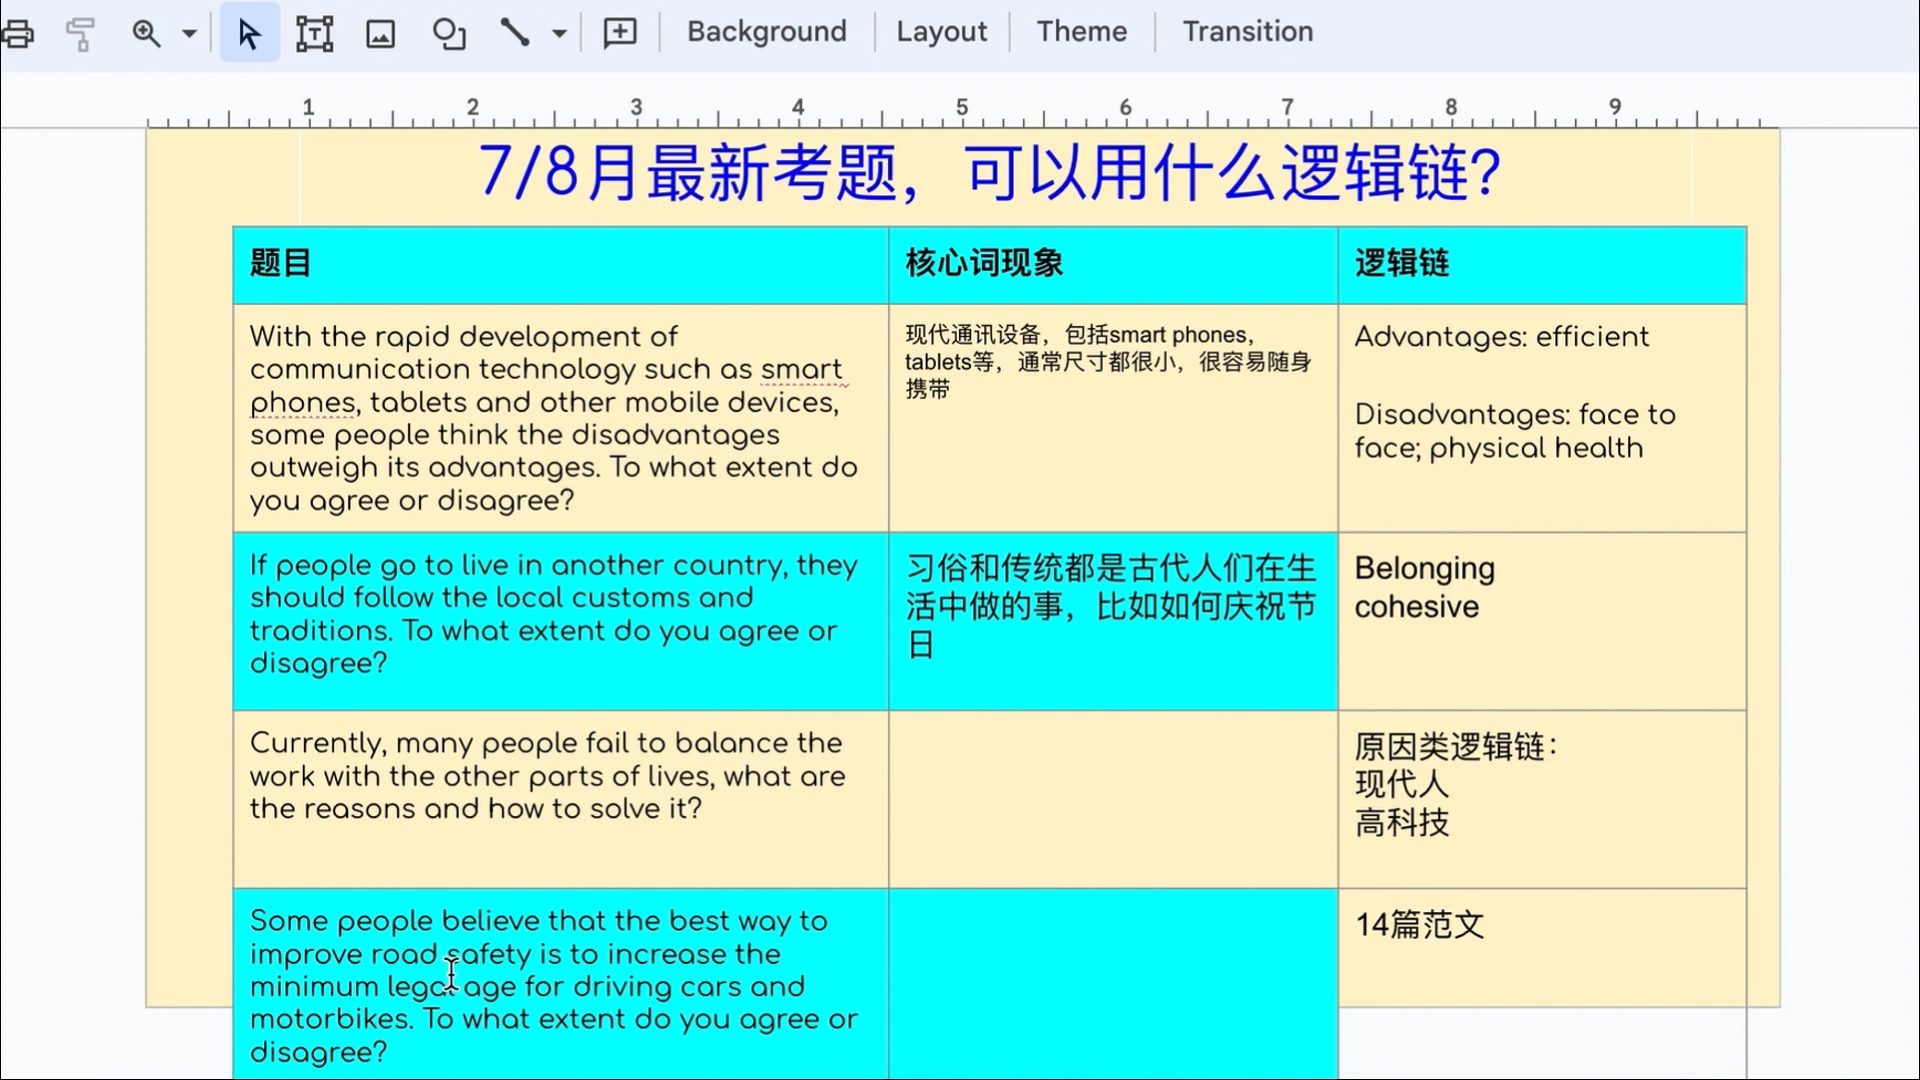 Background
Layout
Theme
Transition
1 2 3 4 5 6 7 8 9
7/8月最新考题，可以用什么逻辑链？
题目
核心词现象
逻辑链
With the rapid development of
communication technology such as smart
phones, tablets and other mobile devices,
some people think the disadvantages
outweigh its advantages. To what extent do
you agree or disagree?
现代通讯设备，包括smart phones,
tablets等，通常尺寸都很小，很容易随身
携带
Advantages: efficient
Disadvantages: face to
face; physical health
If people go to live in another country, they
should follow the local customs and
traditions. To what extent do you agree or
disagree?
习俗和传统都是古代人们在生
活中做的事，比如如何庆祝节
日
Belonging
cohesive
Currently, many people fail to balance the
work with the other parts of lives, what are
the reasons and how to solve it?
原因类逻辑链：
现代人
高科技
Some people believe that the best way to
improve road safety is to increase the
minimum legal age for driving cars and
motorbikes. To what extent do you agree or
disagree?
14篇范文